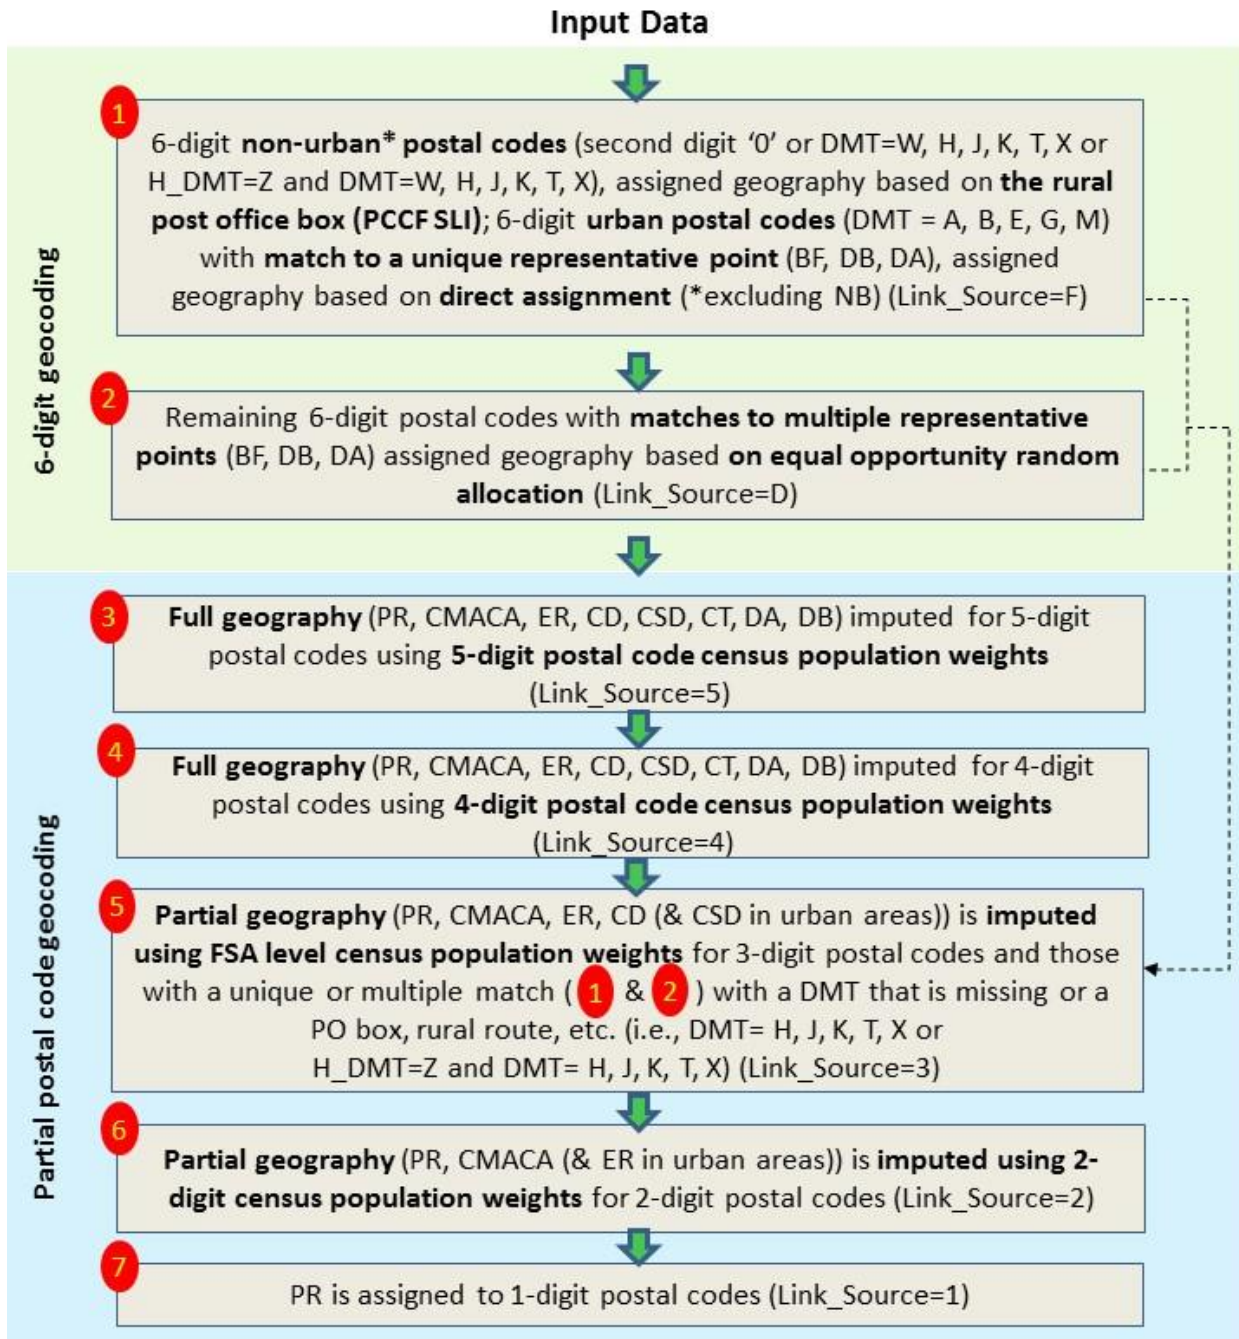 Input Data
6-digit geocoding
1
6-digit non-urban* postal codes (second digit ‘0’ or DMT=W, H, J, K, T, X or
H_DMT=Z and DMT=W, H, J, K, T, X), assigned geography based on the rural
post office box (PCCF SLI); 6-digit urban postal codes (DMT = A, B, E, G, M)
with match to a unique representative point (BF, DB, DA), assigned
geography based on direct assignment (*excluding NB) (Link_Source=F)
2
Remaining 6-digit postal codes with matches to multiple representative
points (BF, DB, DA) assigned geography based on equal opportunity random
allocation (Link_Source=D)
Partial postal code geocoding
3
Full geography (PR, CMACA, ER, CD, CSD, CT, DA, DB) imputed for 5-digit
postal codes using 5-digit postal code census population weights
(Link_Source=5)
4
Full geography (PR, CMACA, ER, CD, CSD, CT, DA, DB) imputed for 4-digit
postal codes using 4-digit postal code census population weights
(Link_Source=4)
5
Partial geography (PR, CMACA, ER, CD (& CSD in urban areas)) is imputed
using FSA level census population weights for 3-digit postal codes and those
with a unique or multiple match ( 1 & 2 ) with a DMT that is missing or a
PO box, rural route, etc. (i.e., DMT= H, J, K, T, X or
H_DMT=Z and DMT= H, J, K, T, X) (Link_Source=3)
6
Partial geography (PR, CMACA (& ER in urban areas)) is imputed using 2-
digit census population weights for 2-digit postal codes (Link_Source=2)
7
PR is assigned to 1-digit postal codes (Link_Source=1)